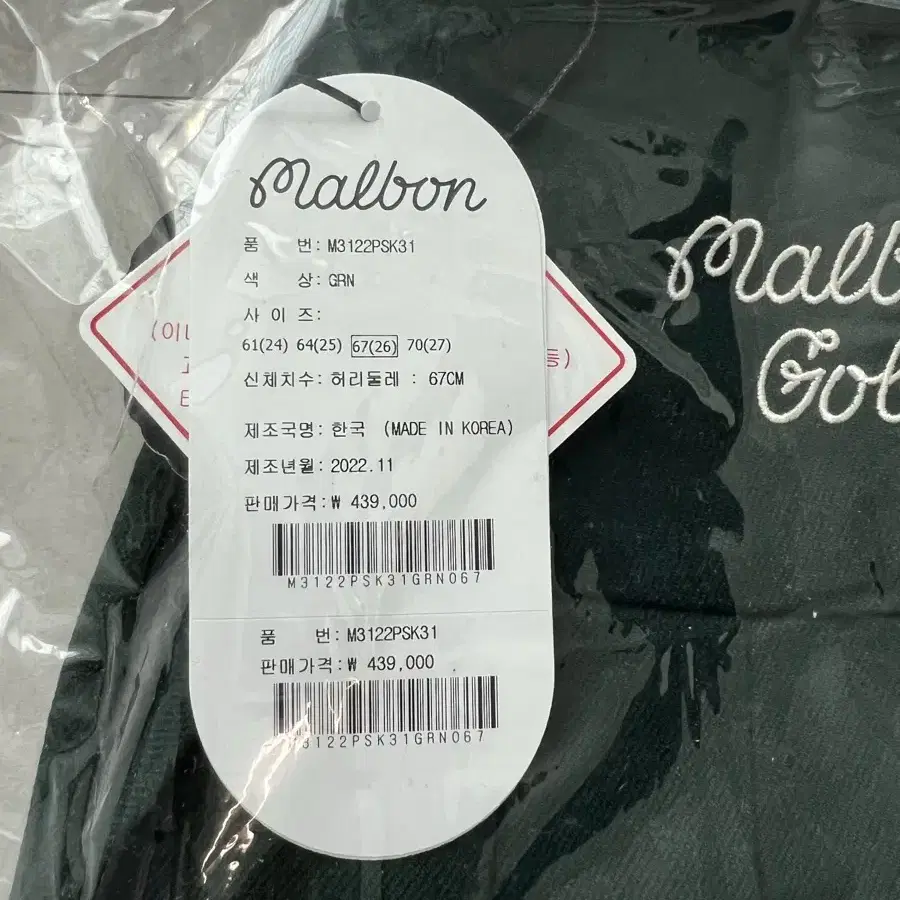 malbon
품 번: M3122PSK31
색 상: GRN
사 이 즈:
61(24) 64(25) 67(26) 70(27)
신체치수: 허리둘레 : 67CM
제조국명: 한국 (MADE IN KOREA)
제조년월: 2022.11
판매가격:₩ 439,000
M3122PSK31GRN067
품 번: M3122PSK31
판매가격:₩ 439,000
M3122PSK31GRN067
등)